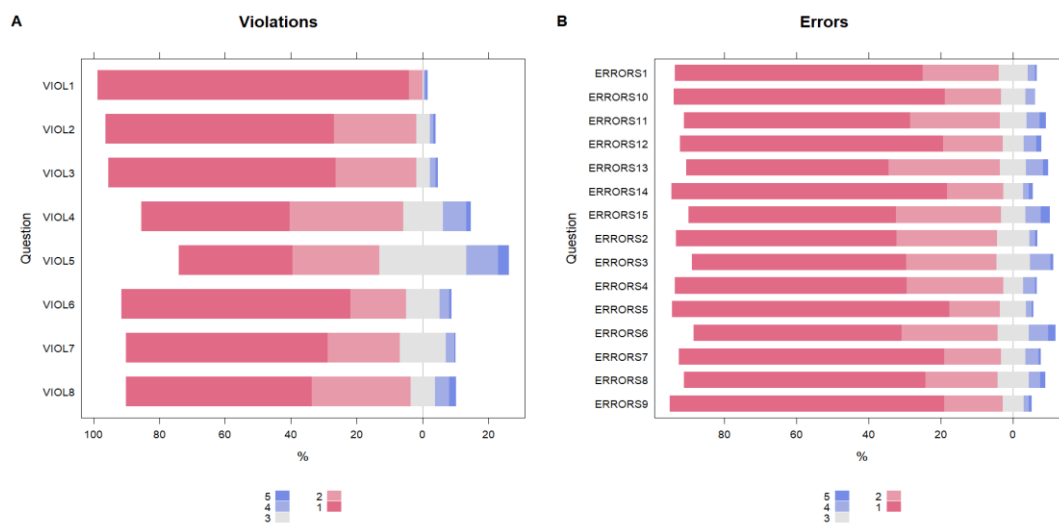 A
Violations
VIOL1
VIOL2
VIOL3
VIOL4
VIOL5
VIOL6
VIOL7
VIOL8
Question
100
80
60
40
20
0
20
%
5
4
3
2
1
B
Errors
ERRORS1
ERRORS10
ERRORS11
ERRORS12
ERRORS13
ERRORS14
ERRORS15
ERRORS2
ERRORS3
ERRORS4
ERRORS5
ERRORS6
ERRORS7
ERRORS8
ERRORS9
Question
80
60
40
20
0
%
5
4
3
2
1